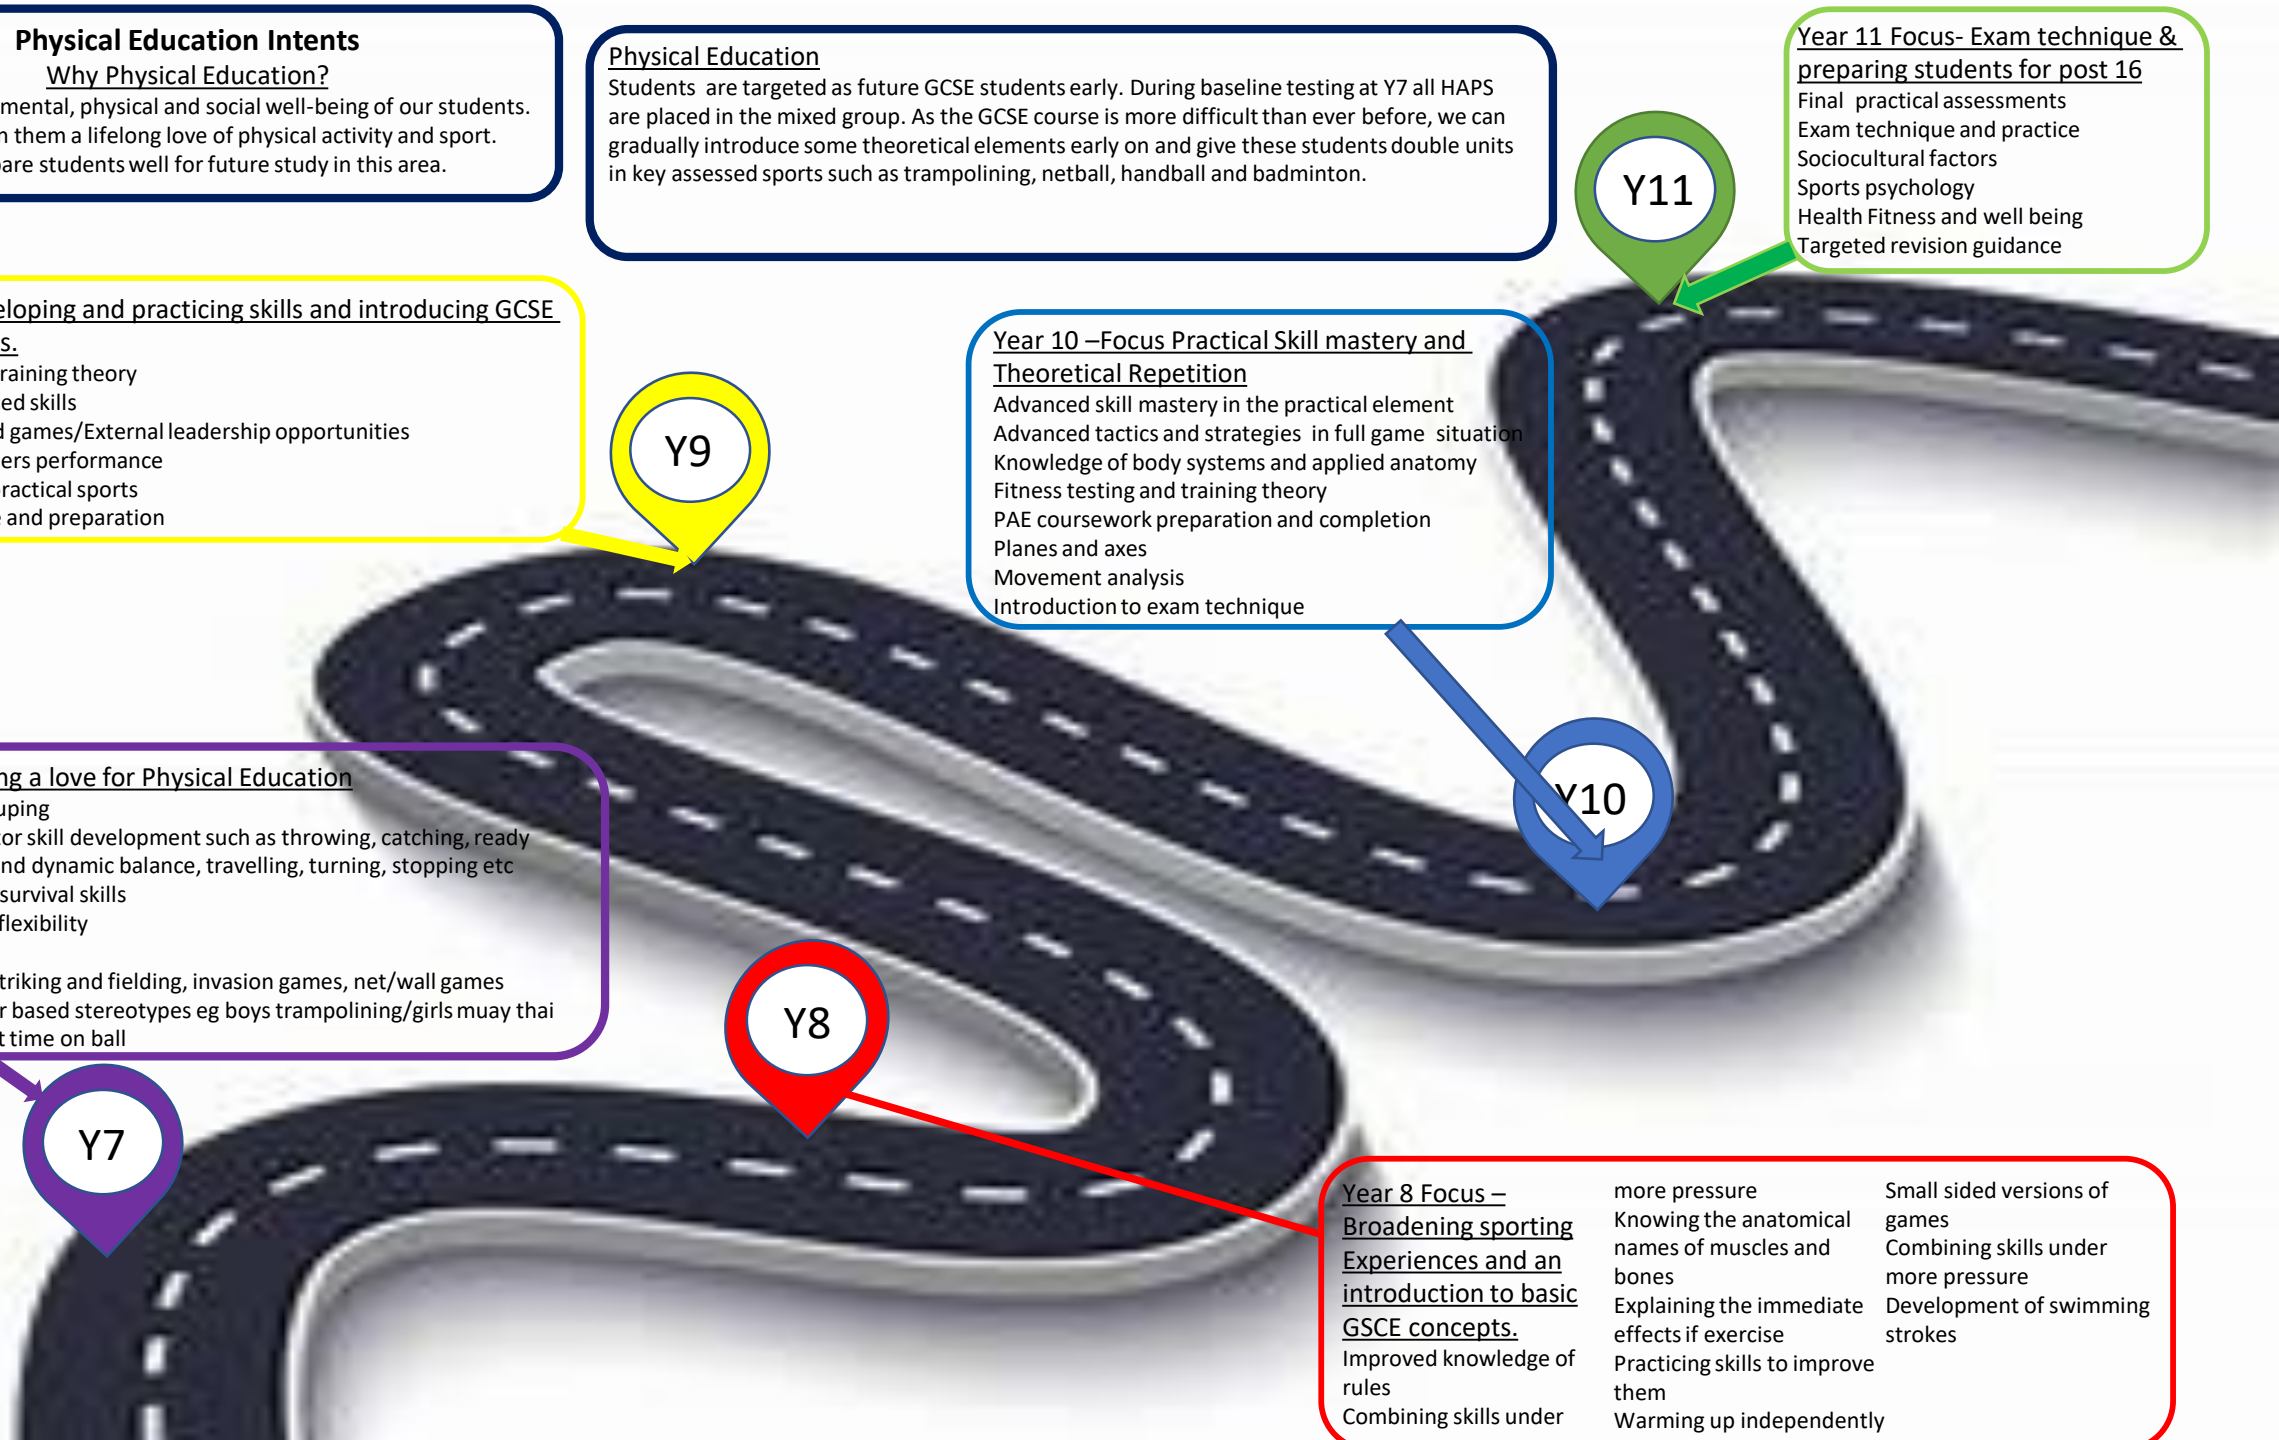 Physical Education Intents
Why Physical Education?
mental, physical and social well-being of our students.
them a lifelong love of physical activity and sport.
students well for future study in this area.
Physical Education
Students are targeted as future GCSE students early. During baseline testing at Y7 all HAPS
are placed in the mixed group. As the GCSE course is more difficult than ever before, we can
gradually introduce some theoretical elements early on and give these students double units
in key assessed sports such as trampolining, netball, handball and badminton.
Year 11 Focus- Exam technique &
preparing students for post 16
Final practical assessments
Exam technique and practice
Sociocultural factors
Sports psychology
Health Fitness and well being
Targeted revision guidance
Y11
eloping and practicing skills and introducing GCSE
s.
raining theory
ed skills
d games/External leadership opportunities
ers performance
practical sports
and preparation
Y9
Year 10 –Focus Practical Skill mastery and
Theoretical Repetition
Advanced skill mastery in the practical element
Advanced tactics and strategies in full game situation
Knowledge of body systems and applied anatomy
Fitness testing and training theory
PAE coursework preparation and completion
Planes and axes
Movement analysis
Introduction to exam technique
Y10
ng a love for Physical Education
uping
or skill development such as throwing, catching, ready
nd dynamic balance, travelling, turning, stopping etc
survival skills
flexibility
triking and fielding, invasion games, net/wall games
r based stereotypes eg boys trampolining/girls muay thai
t time on ball
Y7
Y8
Year 8 Focus –
Broadening sporting
Experiences and an
introduction to basic
GSCE concepts.
Improved knowledge of
rules
Combining skills under
more pressure
Knowing the anatomical
names of muscles and
bones
Explaining the immediate
effects if exercise
Practicing skills to improve
them
Warming up independently
Small sided versions of
games
Combining skills under
more pressure
Development of swimming
strokes